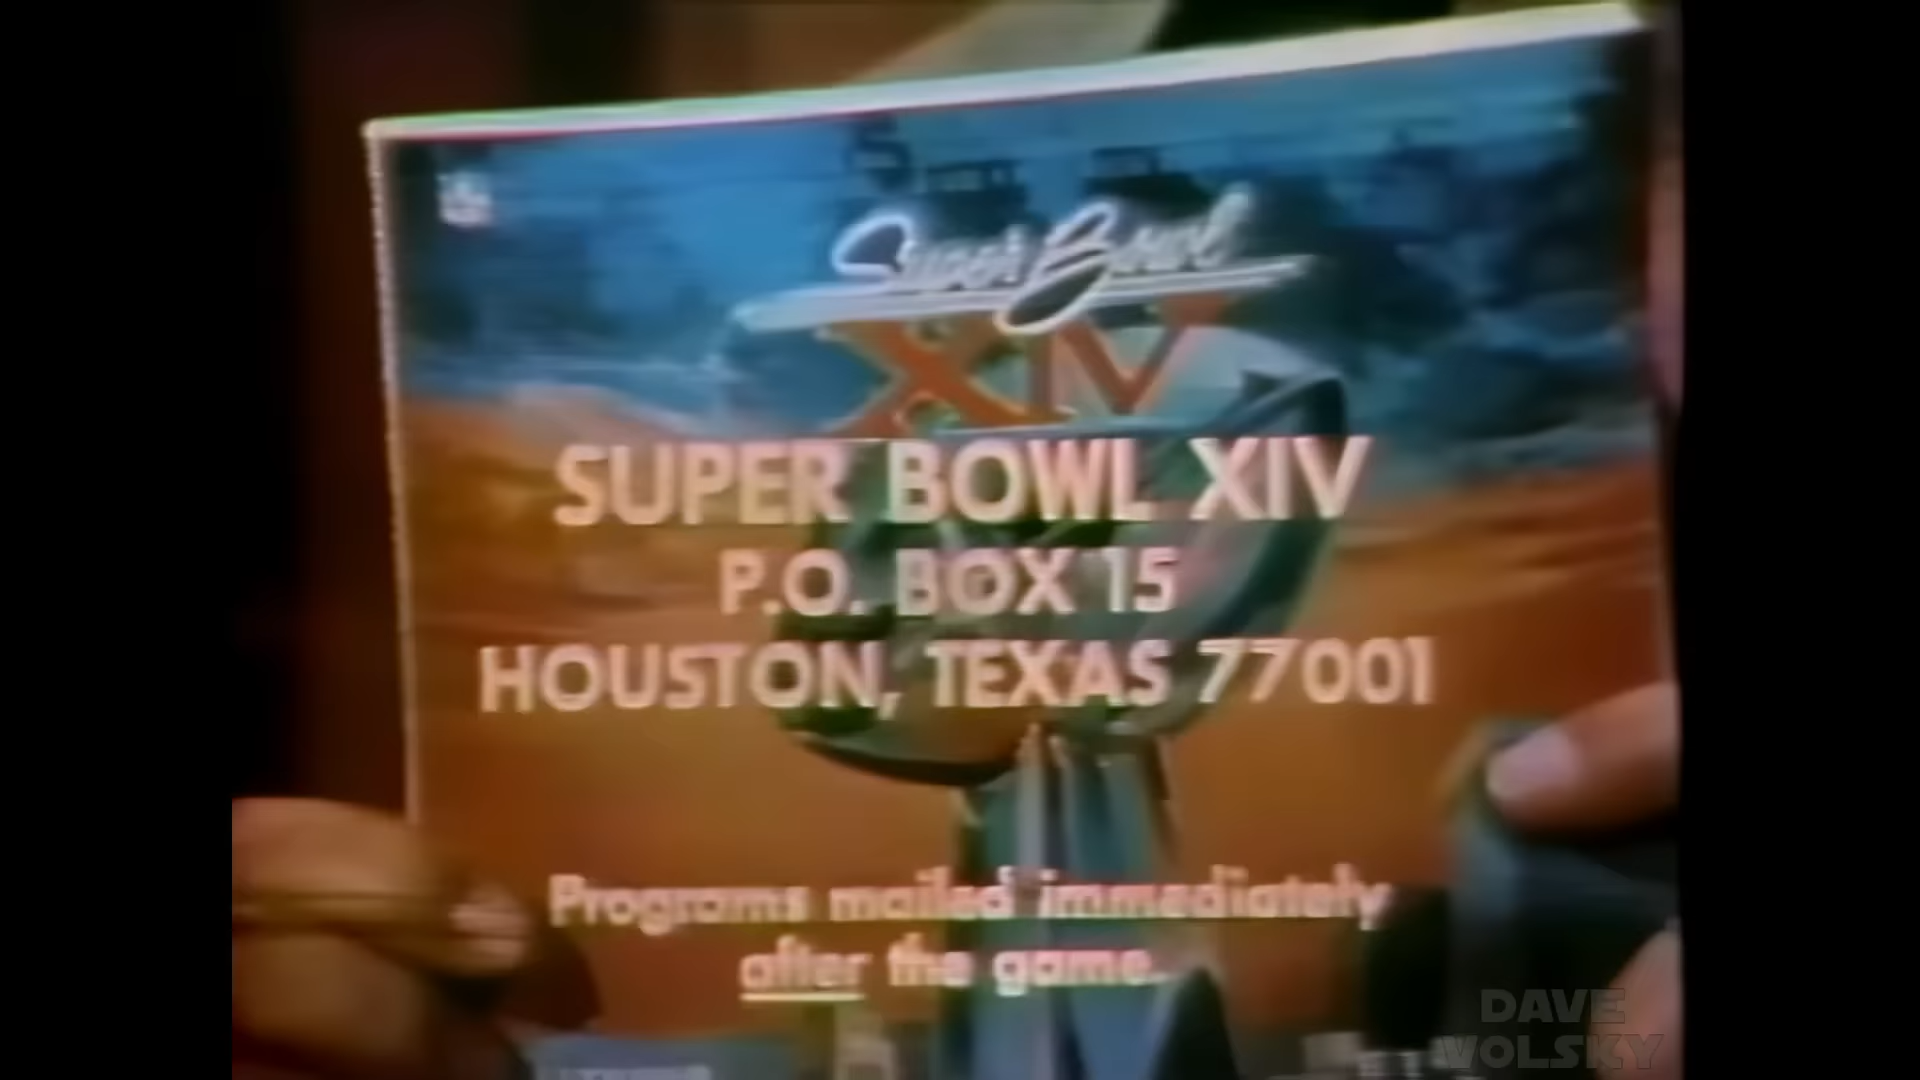 Super Bowl
XIV
SUPER BOWL XIV
P.O. BOX 15
HOUSTON, TEXAS 77001
Programs mailed immediately
after the game.
DAVE
VOLSKY